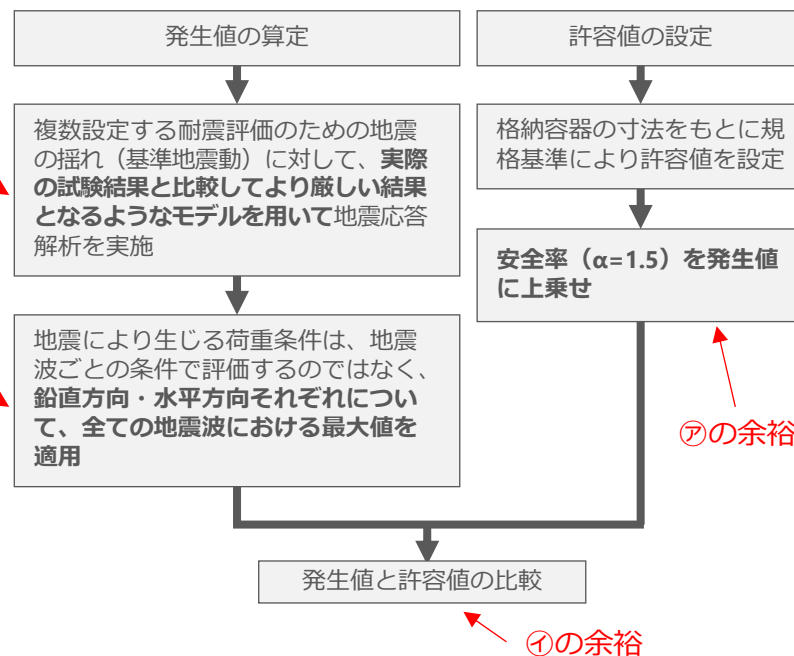 発生値の算定
許容値の設定
複数設定する耐震評価のための地震
の揺れ（基準地震動）に対して、実際
の試験結果と比較してより厳しい結果
となるようなモデルを用いて地震応答
解析を実施
格納容器の寸法をもとに規
格基準により許容値を設定
安全率（α=1.5）を発生値
に上乗せ
地震により生じる荷重条件は、地震
波ごとの条件で評価するのではなく、
鉛直方向・水平方向それぞれについ
て、全ての地震波における最大値を
適用
㋐の余裕
発生値と許容値の比較
㋑の余裕